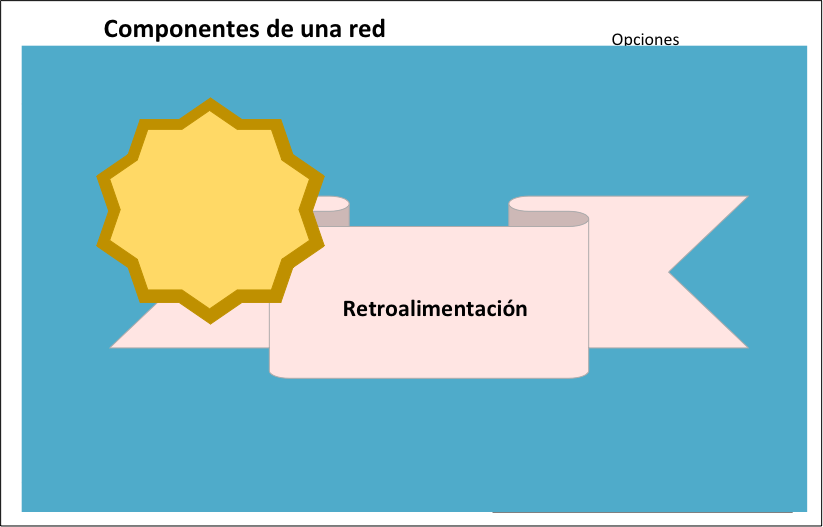 Componentes de una red
Opciones
Retroalimentación